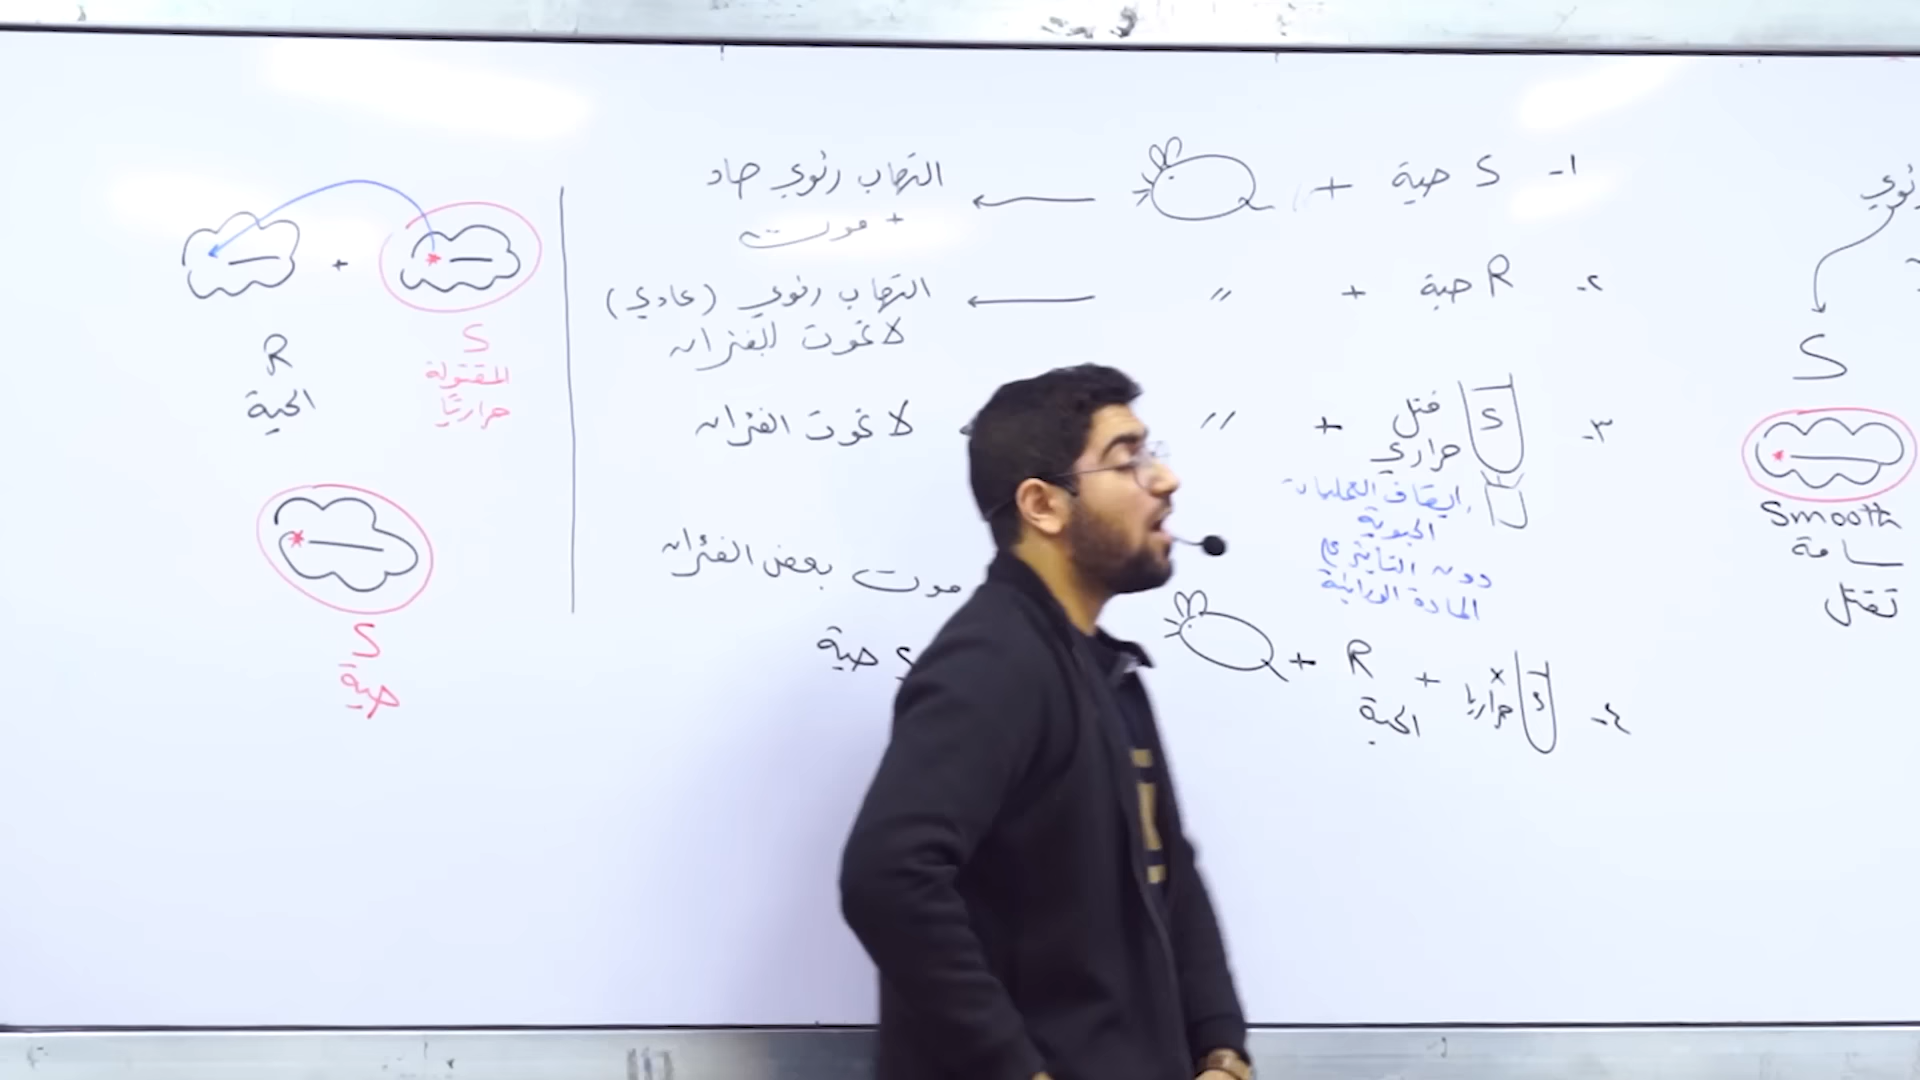 رئوي
S
Smooth
سامة
تقتل
١- S حية +
التهاب رئوي حاد
+ موت
٢- R حية + //
التهاب رئوي (عادي)
لا تموت الفئران
٣- S قتل
حراري + //
لا تموت الفئران
إيقاف العمليات
الحيوية
دون التأثير ع
المادة الوراثية
٤- S x
حراريا + R
الحية +
موت بعض الفئران
S حية
+
R
الحية
S
المقتولة
حراريًا
S
حية